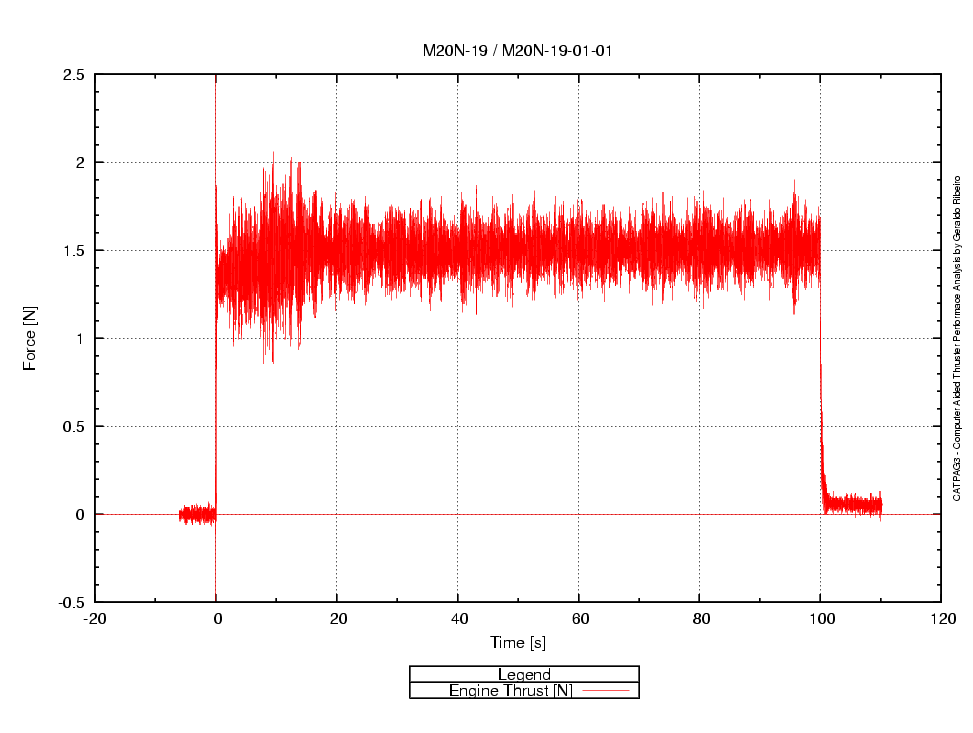 M20N-19 / M20N-19-01-01
2.5
2
1.5
1
0.5
0
-0.5
Force [N]
-20
0
20
40
60
80
100
120
Time [s]
Legend
Engine Thrust [N]
CATPAG3 - Computer Aided Thruster Performace Analysis by Geraldo Ribeiro